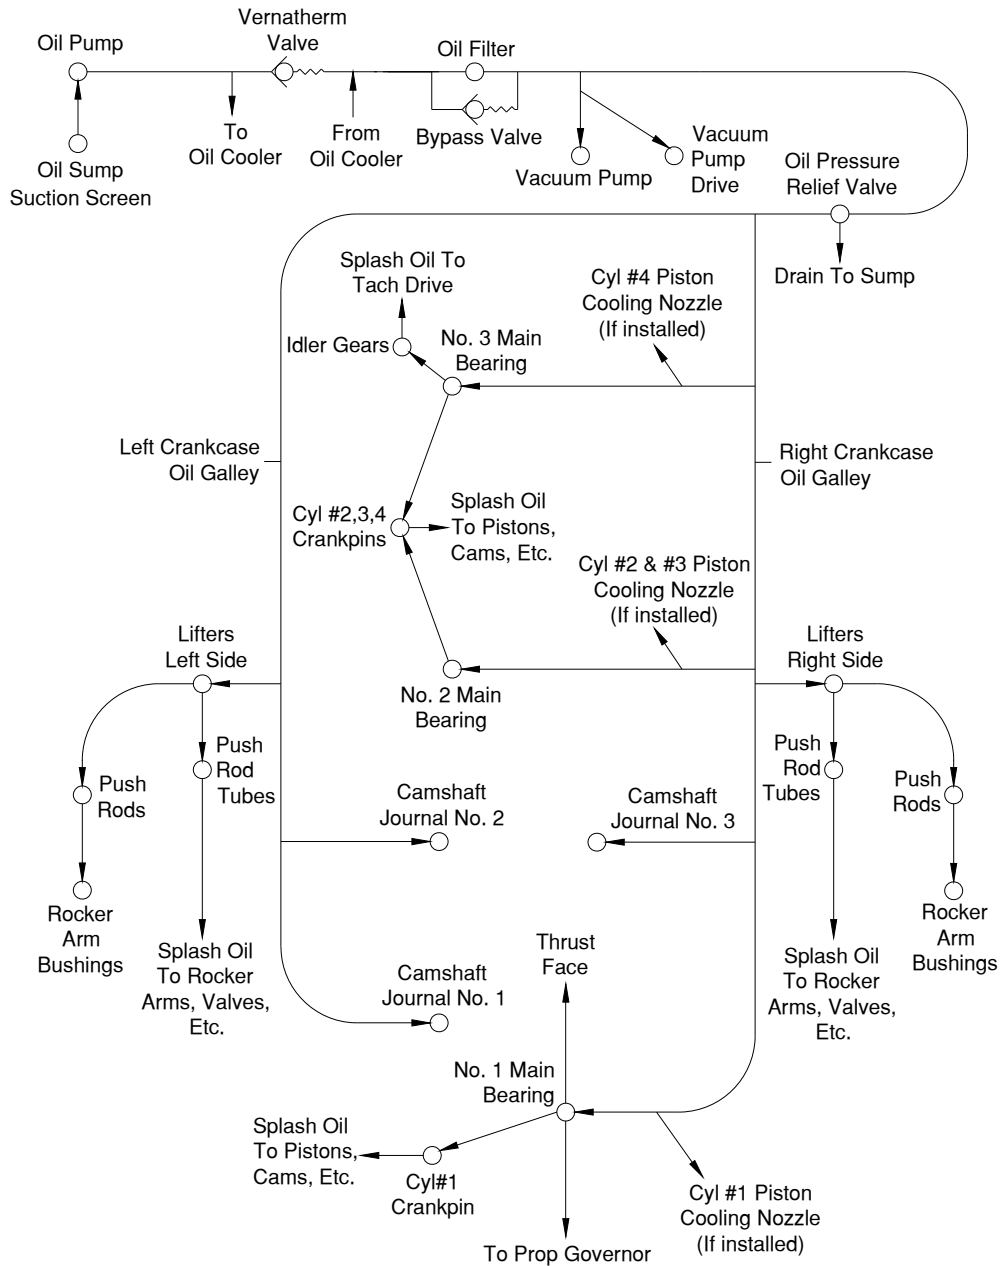 Vernatherm
Valve
Oil Pump
Oil Filter
To
Oil Cooler
From
Oil Cooler
Bypass Valve
Oil Sump
Suction Screen
Vacuum Pump
Vacuum
Pump
Drive
Oil Pressure
Relief Valve
Drain To Sump
Splash Oil To
Tach Drive
Idler Gears
No. 3 Main
Bearing
Cyl #4 Piston
Cooling Nozzle
(If installed)
Left Crankcase
Oil Galley
Right Crankcase
Oil Galley
Cyl #2,3,4
Crankpins
Splash Oil
To Pistons,
Cams, Etc.
Cyl #2 & #3 Piston
Cooling Nozzle
(If installed)
Lifters
Left Side
No. 2 Main
Bearing
Lifters
Right Side
Push
Rods
Push
Rod
Tubes
Camshaft
Journal No. 2
Camshaft
Journal No. 3
Push
Rod
Tubes
Push
Rods
Rocker
Arm
Bushings
Splash Oil
To Rocker
Arms, Valves,
Etc.
Camshaft
Journal No. 1
Thrust
Face
Splash Oil
To Rocker
Arms, Valves,
Etc.
Rocker
Arm
Bushings
No. 1 Main
Bearing
Splash Oil
To Pistons,
Cams, Etc.
Cyl#1
Crankpin
Cyl #1 Piston
Cooling Nozzle
(If installed)
To Prop Governor